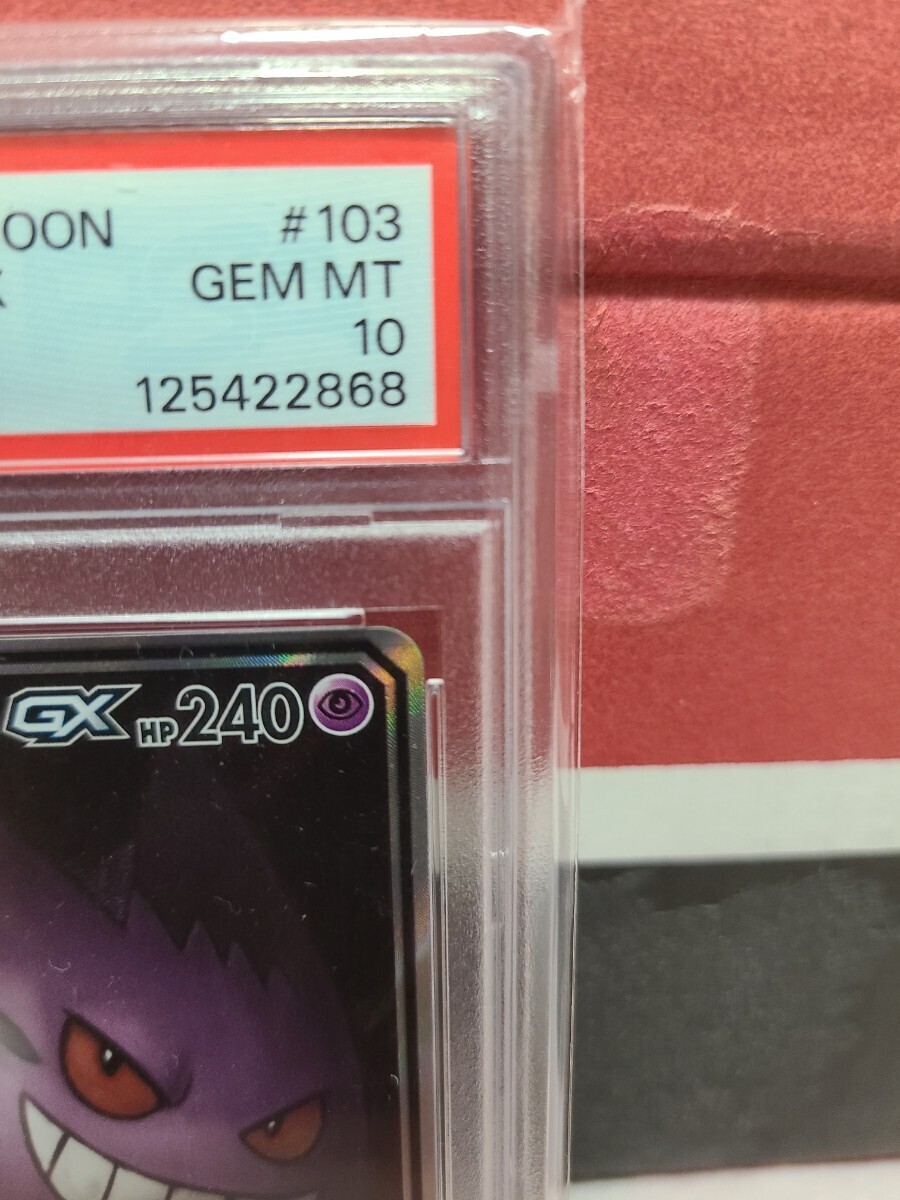 OON #103
X GEM MT
10
125422868
GX HP240